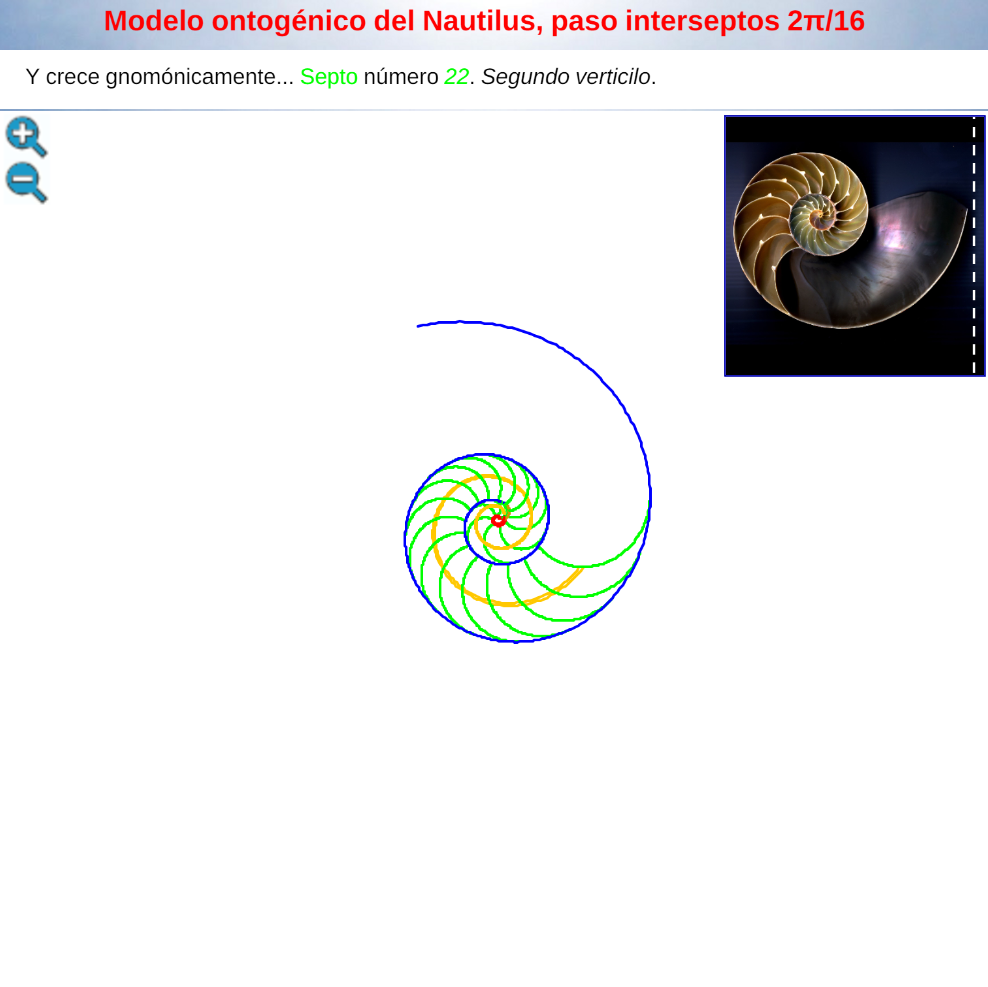 Modelo ontogénico del Nautilus, paso interseptos 2π/16
Y crece gnomónicamente... Septo número 22. Segundo verticilo.